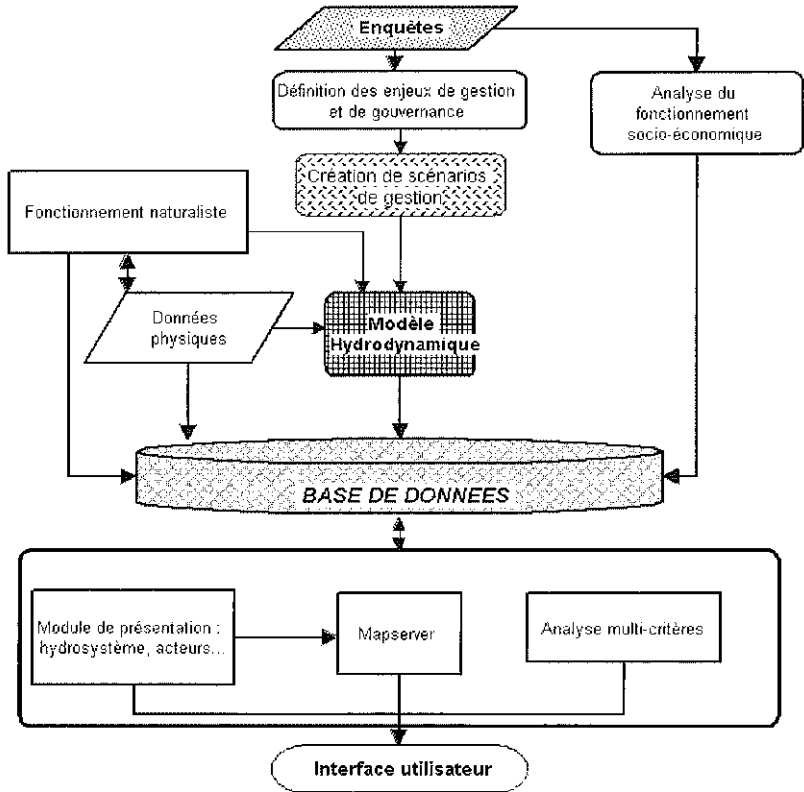 Enquêtes
Définition des enjeux de gestion
et de gouvernance
Analyse du
fonctionnement
socio-économique
Création de scénarios
de gestion
Fonctionnement naturaliste
Données
physiques
Modèle
Hydrodynamique
BASE DE DONNEES
Module de présentation :
hydrosystème, acteurs...
Mapserver
Analyse multi-critères
Interface utilisateur